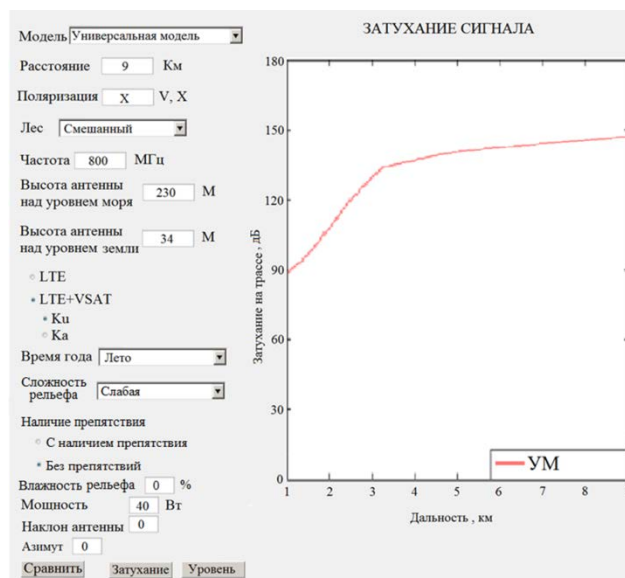 Модель Универсальная модель
Расстояние 9 Км
Поляризация X V, X
Лес Смешанный
Частота 800 МГц
Высота антенны
над уровнем моря 230 М
Высота антенны
над уровнем земли 34 М
LTE
LTE+VSAT
Ku
Ka
Время года Лето
Сложность
рельефа Слабая
Наличие препятствия
С наличием препятствия
Без препятствий
Влажность рельефа 0 %
Мощность 40 Вт
Наклон антенны 0
Азимут 0
Сравнить Затухание Уровень
ЗАТУХАНИЕ СИГНАЛА
Затухание на трассе , дБ
180
150
120
90
60
30
0
1 2 3 4 5 6 7 8
Дальность , км
УМ